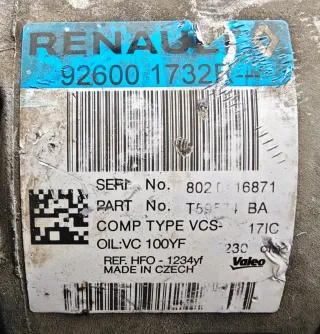 RENAULT
92600 1732R
SERI No. 802 16871
PART No. BA
COMP TYPE VCS- 17IC
OIL:VC 100YF 230
REF. HFO - 1234yf
MADE IN CZECH
Valeo